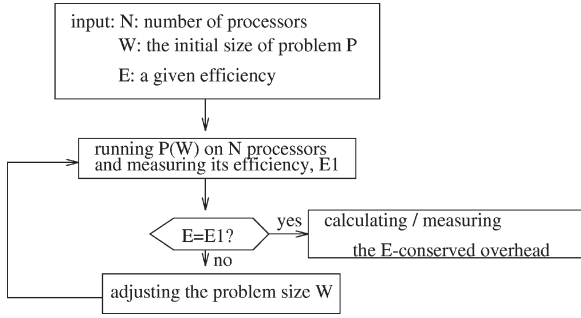 input: N: number of processors
W: the initial size of problem P
E: a given efficiency
running P(W) on N processors
and measuring its efficiency, E1
E=E1?
yes
calculating / measuring
the E-conserved overhead
no
adjusting the problem size W